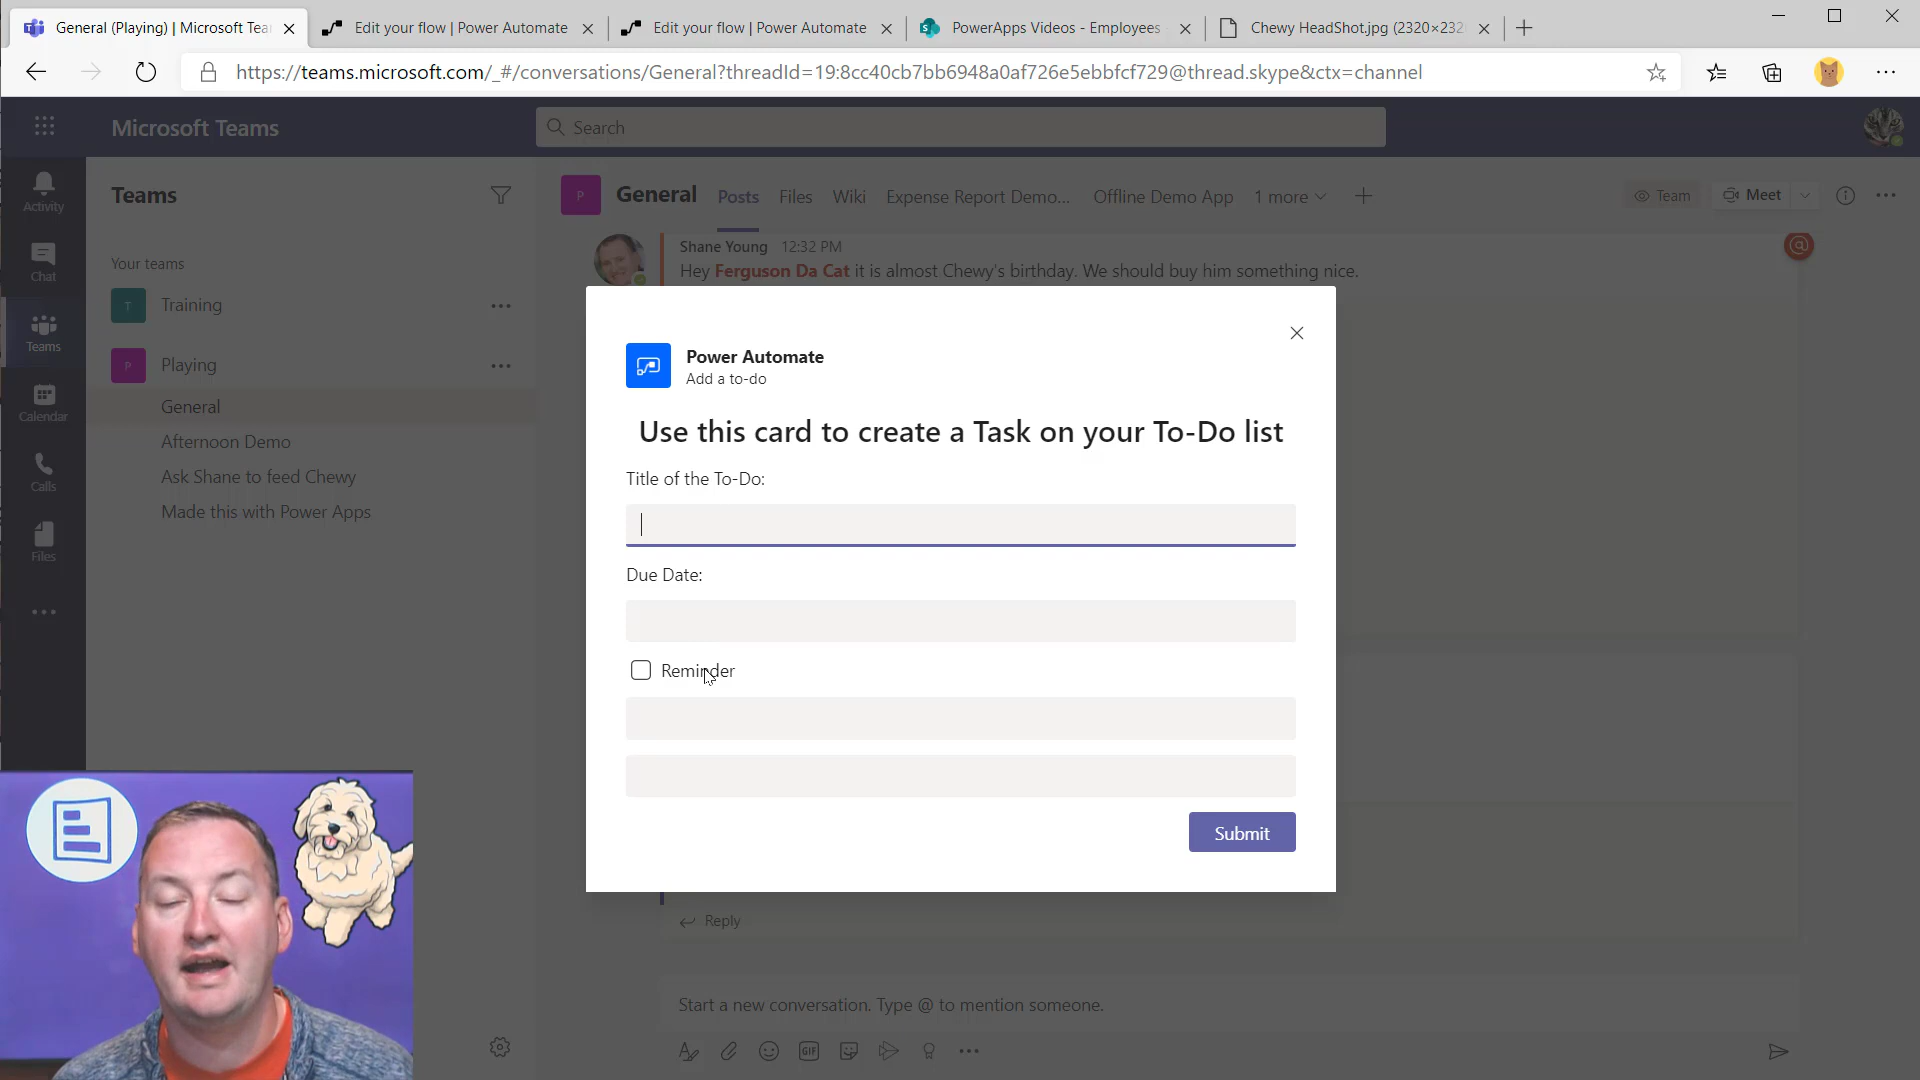 General (Playing) | Microsoft Tea
Edit your flow | Power Automate
Edit your flow | Power Automate
PowerApps Videos - Employees
Chewy HeadShot.jpg (2320×232
https://teams.microsoft.com/_#/conversations/General?threadId=19:8cc40cb7bb6948a0af726e5ebbfcf729@thread.skype&ctx=channel
Microsoft Teams
Search
Activity
Chat
Teams
Calendar
Calls
Files
Teams
Your teams
T
Training
P
Playing
General
Afternoon Demo
Ask Shane to feed Chewy
Made this with Power Apps
P
General
Posts
Files
Wiki
Expense Report Demo...
Offline Demo App
1 more
Team
Meet
Shane Young 12:32 PM
Hey Ferguson Da Cat it is almost Chewy's birthday. We should buy him something nice.
Power Automate
Add a to-do
Use this card to create a Task on your To-Do list
Title of the To-Do:
Due Date:
Reminder
Submit
Reply
Start a new conversation. Type @ to mention someone.
GIF